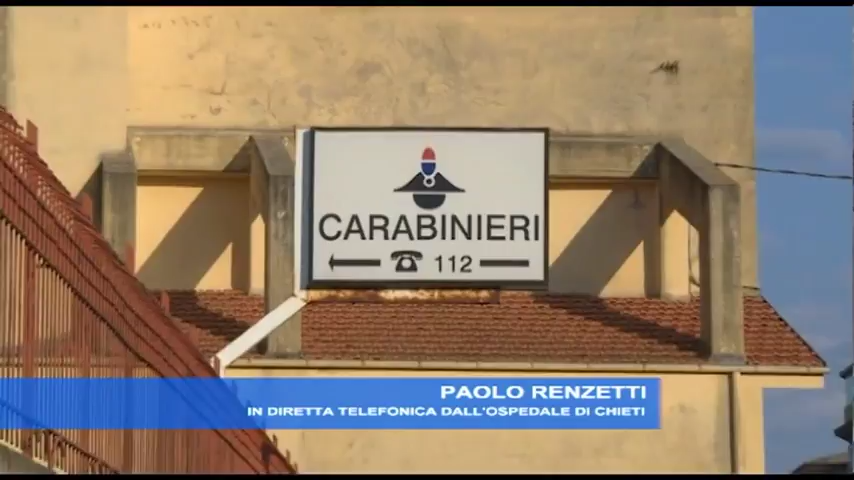 CARABINIERI
112
PAOLO RENZETTI
IN DIRETTA TELEFONICA DALL'OSPEDALE DI CHIETI